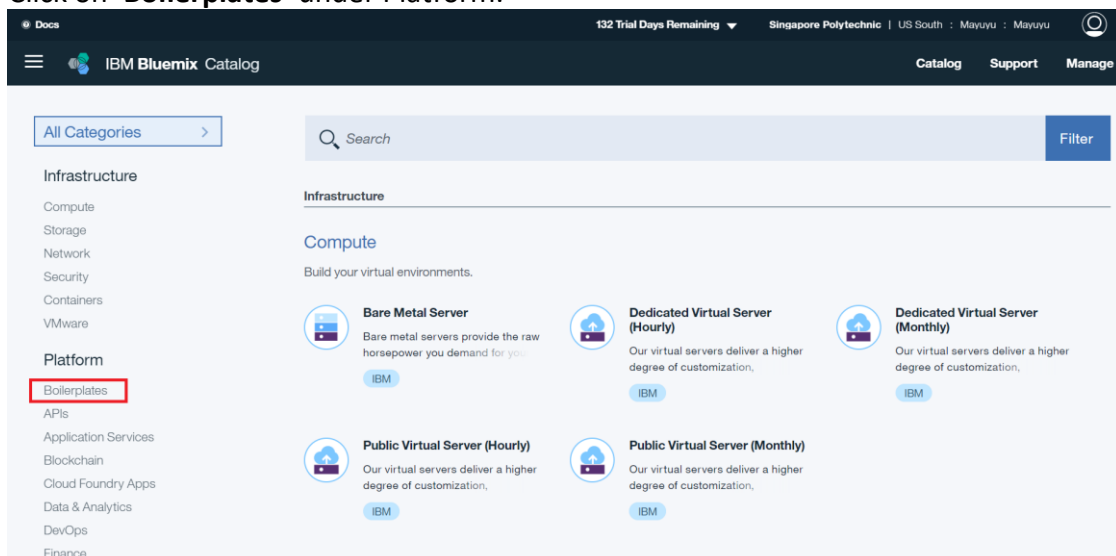 Click on 'Boilerplates' under Platform.
Docs
132 Trial Days Remaining
Singapore Polytechnic | US South : Mayuyu : Mayuyu
IBM Bluemix Catalog
Catalog Support Manage
All Categories >
Search
Filter
Infrastructure
Compute
Storage
Network
Security
Containers
VMware
Platform
Boilerplates
APIs
Application Services
Blockchain
Cloud Foundry Apps
Data & Analytics
DevOps
Finance
Infrastructure
Compute
Build your virtual environments.
Bare Metal Server
Bare metal servers provide the raw
horsepower you demand for you
IBM
Dedicated Virtual Server
(Hourly)
Our virtual servers deliver a higher
degree of customization,
IBM
Dedicated Virtual Server
(Monthly)
Our virtual servers deliver a higher
degree of customization,
IBM
Public Virtual Server (Hourly)
Our virtual servers deliver a higher
degree of customization,
IBM
Public Virtual Server (Monthly)
Our virtual servers deliver a higher
degree of customization,
IBM